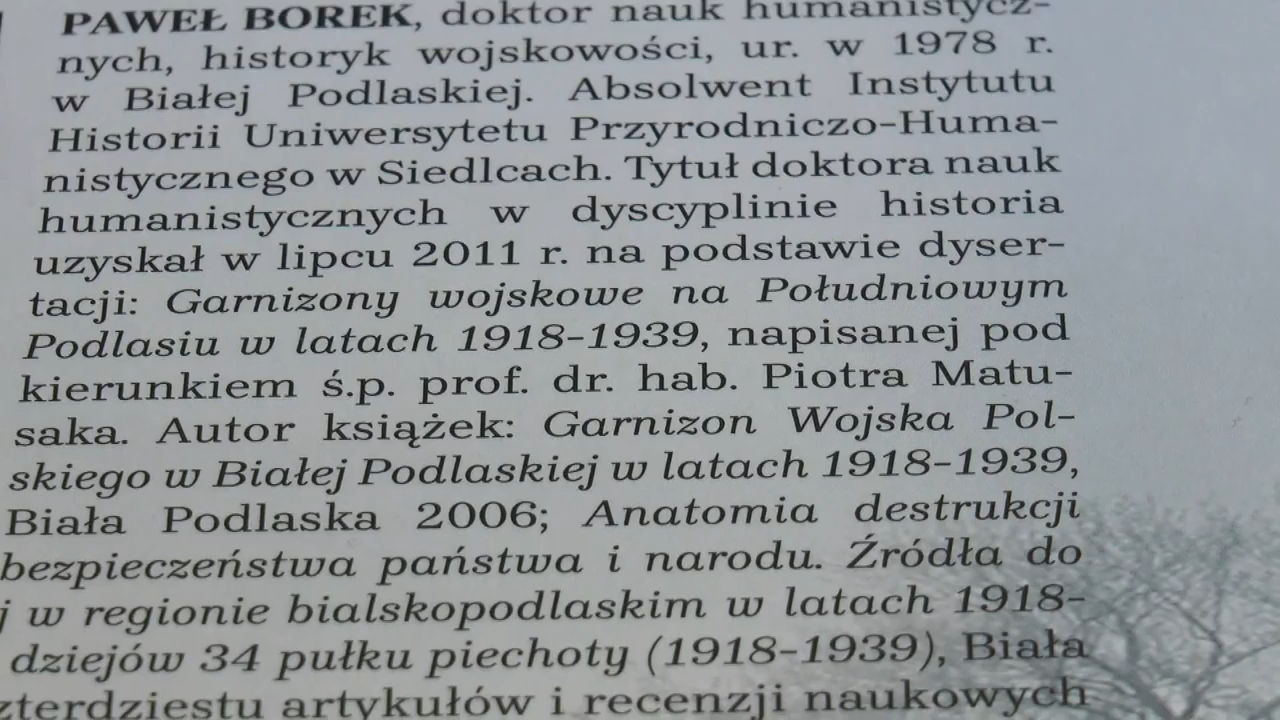 PAWEŁ BOREK, doktor nauk humanistycz-
nych, historyk wojskowości, ur. w 1978 r.
w Białej Podlaskiej. Absolwent Instytutu
Historii Uniwersytetu Przyrodniczo-Huma-
nistycznego w Siedlcach. Tytuł doktora nauk
humanistycznych w dyscyplinie historia
uzyskał w lipcu 2011 r. na podstawie dyser-
tacji: Garnizony wojskowe na Południowym
Podlasiu w latach 1918-1939, napisanej pod
kierunkiem ś.p. prof. dr. hab. Piotra Matu-
saka. Autor książek: Garnizon Wojska Pol-
skiego w Białej Podlaskiej w latach 1918-1939,
Biała Podlaska 2006; Anatomia destrukcji
bezpieczeństwa państwa i narodu. Źródła do
j w regionie bialskopodlaskim w latach 1918-
dziejów 34 pułku piechoty (1918-1939), Biała
zterdziestu artykułów i recenzji naukowych